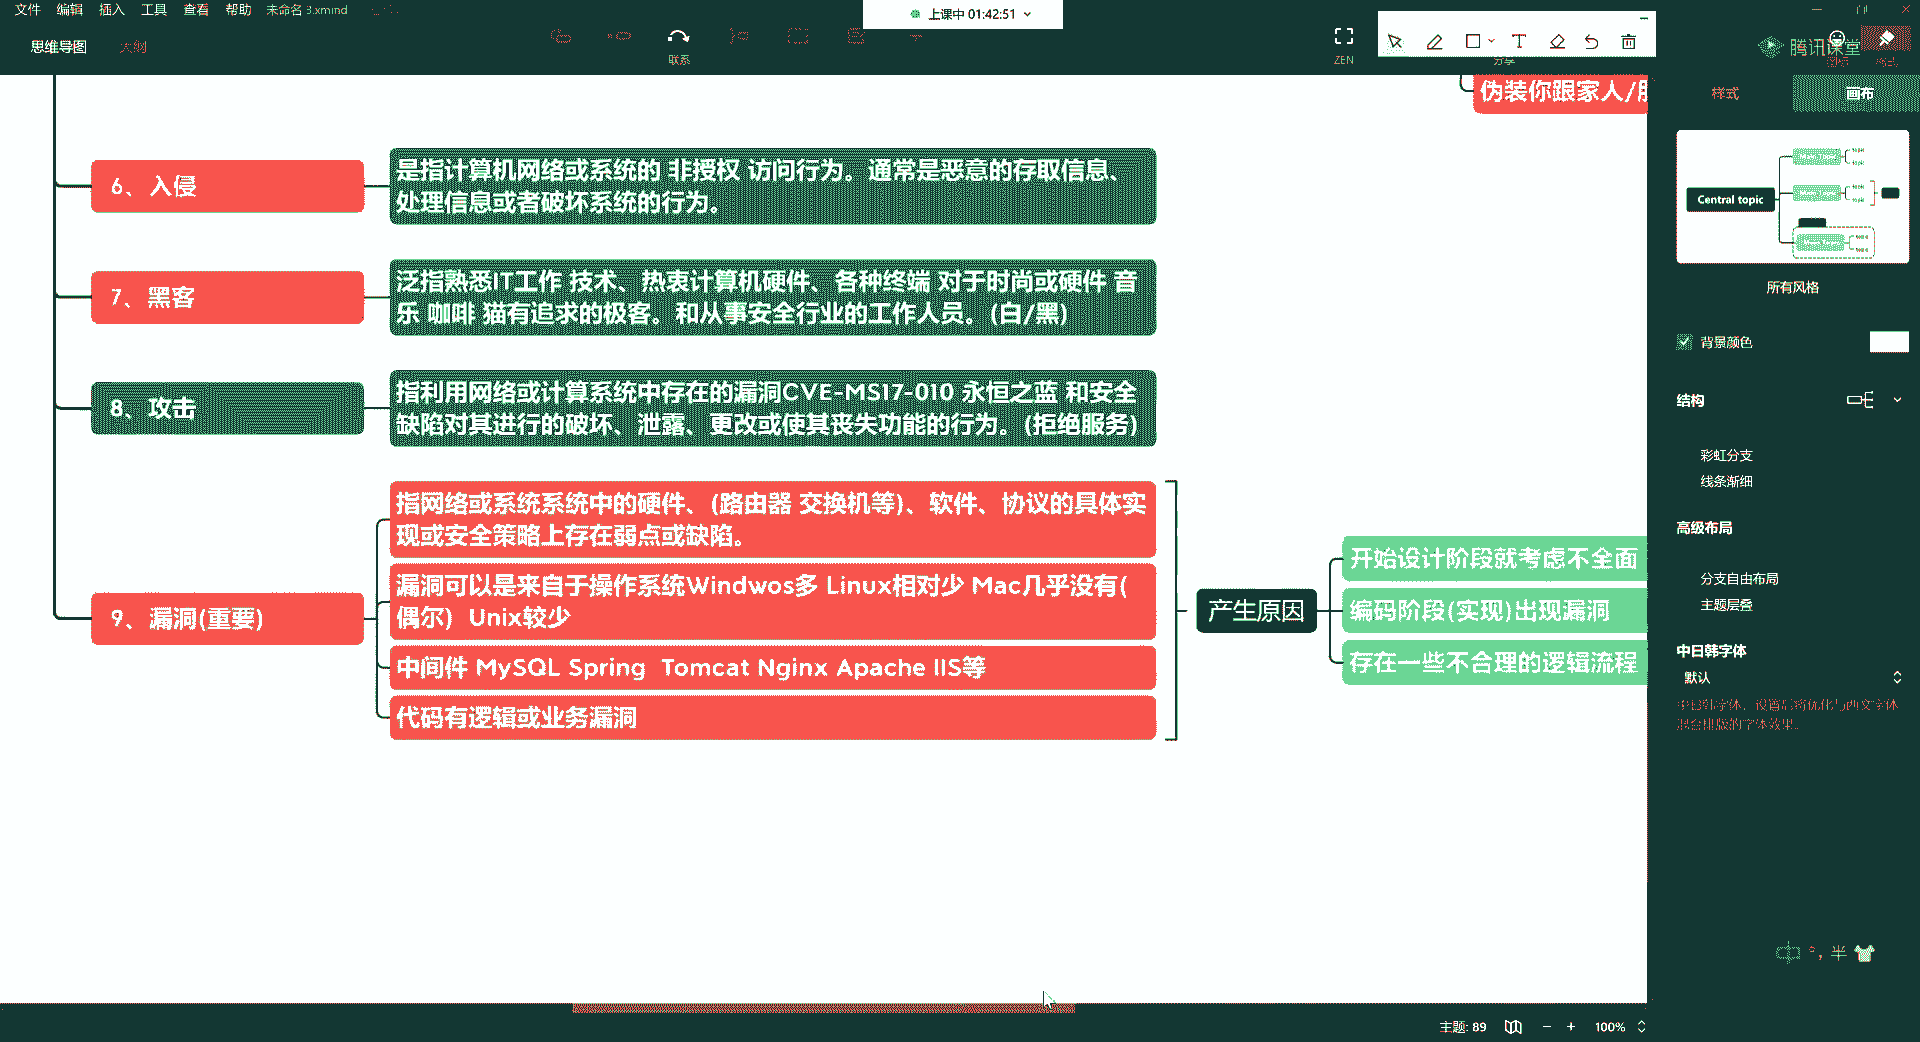 文件 编辑 插入 工具 查看 帮助 未命名 3.xmind
上课中 01:42:51
思维导图 大纲
联系
ZEN
分享
腾讯课堂
伪装你跟家人/
样式 画布
6、入侵
是指计算机网络或系统的 非授权 访问行为。通常是恶意的存取信息、
处理信息或者破坏系统的行为。
7、黑客
泛指熟悉IT工作 技术、热衷计算机硬件、各种终端 对于时尚或硬件 音
乐 咖啡 猫有追求的极客。和从事安全行业的工作人员。(白/黑)
8、攻击
指利用网络或计算系统中存在的漏洞CVE-MS17-010 永恒之蓝 和安全
缺陷对其进行的破坏、泄露、更改或使其丧失功能的行为。(拒绝服务)
9、漏洞(重要)
指网络或系统系统中的硬件、(路由器 交换机等)、软件、协议的具体实
现或安全策略上存在弱点或缺陷。
漏洞可以是来自于操作系统Windwos多 Linux相对少 Mac几乎没有(
偶尔) Unix较少
中间件 MySQL Spring Tomcat Nginx Apache IIS等
代码有逻辑或业务漏洞
产生原因
开始设计阶段就考虑不全面
编码阶段(实现)出现漏洞
存在一些不合理的逻辑流程
Central topic
所有风格
背景颜色
结构
彩虹分支
线条渐细
高级布局
分支自由布局
主题层叠
中日韩字体
默认
中日韩字体，设置后将优化与西文字体
混合排版的字体效果。
中 °, 半
主题: 89
100%